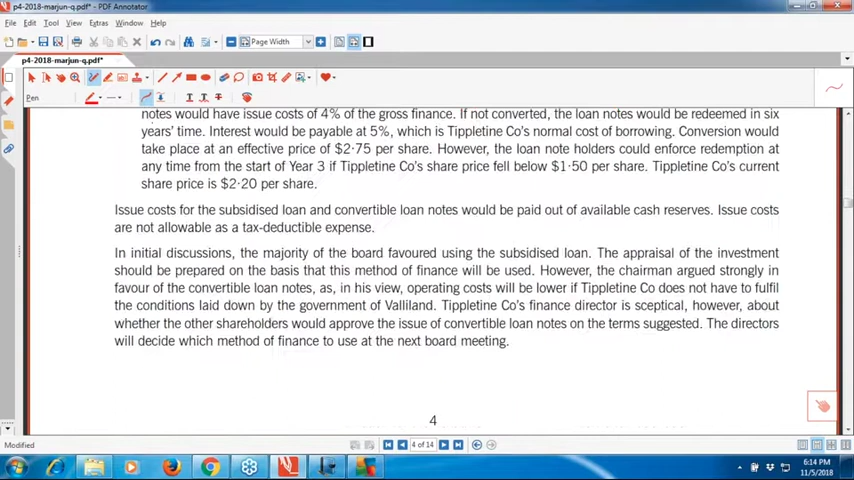 p4-2018-marjun-q.pdf* - PDF Annotator
File Edit Tool View Extras Window Help
Page Width
p4-2018-marjun-q.pdf*
Pen
notes would have issue costs of 4% of the gross finance. If not converted, the loan notes would be redeemed in six
years' time. Interest would be payable at 5%, which is Tippletine Co's normal cost of borrowing. Conversion would
take place at an effective price of $2·75 per share. However, the loan note holders could enforce redemption at
any time from the start of Year 3 if Tippletine Co's share price fell below $1·50 per share. Tippletine Co's current
share price is $2·20 per share.
Issue costs for the subsidised loan and convertible loan notes would be paid out of available cash reserves. Issue costs
are not allowable as a tax-deductible expense.
In initial discussions, the majority of the board favoured using the subsidised loan. The appraisal of the investment
should be prepared on the basis that this method of finance will be used. However, the chairman argued strongly in
favour of the convertible loan notes, as, in his view, operating costs will be lower if Tippletine Co does not have to fulfil
the conditions laid down by the government of Valliland. Tippletine Co's finance director is sceptical, however, about
whether the other shareholders would approve the issue of convertible loan notes on the terms suggested. The directors
will decide which method of finance to use at the next board meeting.
4
Modified
4 of 14
6:14 PM
11/5/2018